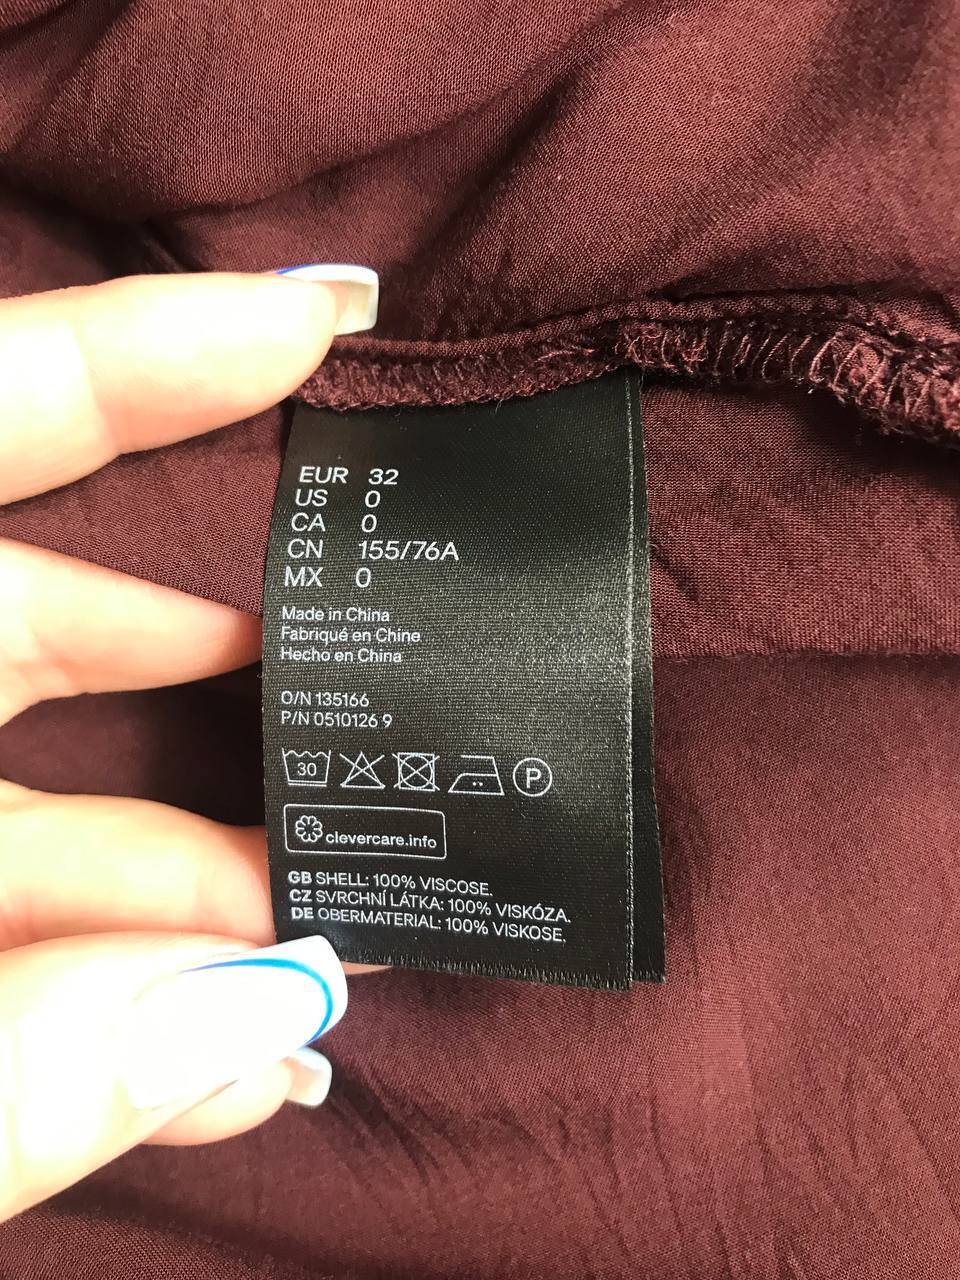 EUR 32
US 0
CA 0
CN 155/76A
MX 0
Made in China
Fabriqué en Chine
Hecho en China
O/N 135166
P/N 0510126 9
30 P
clevercare.info
GB SHELL: 100% VISCOSE.
CZ SVRCHNÍ LÁTKA: 100% VISKÓZA.
DE OBERMATERIAL: 100% VISKOSE.